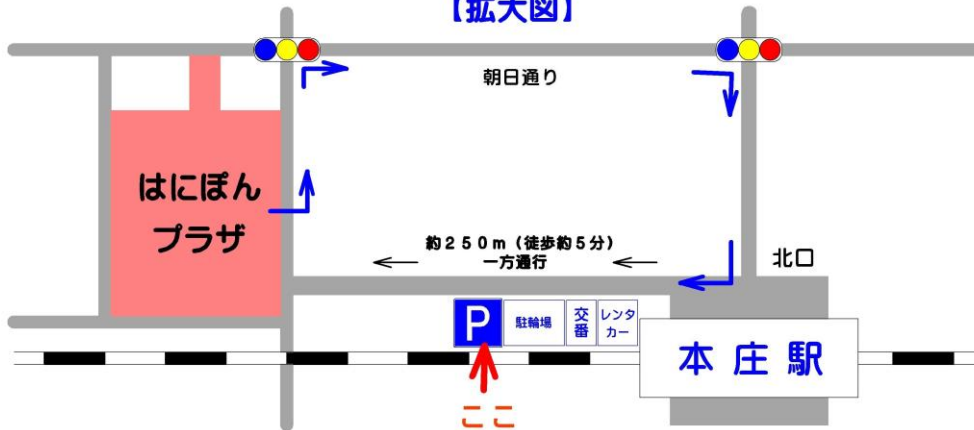 【拡大図】
朝日通り
はにぽん
プラザ
約２５０ｍ（徒歩約５分）
一方通行
北口
P
駐輪場
交番
レンタ
カー
本庄駅
ここ